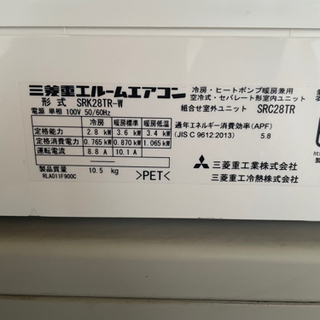 三菱重工ルームエアコン
冷房・ヒートポンプ暖房兼用
空冷式・セパレート形室内ユニット
形式 SRK28TR-W
組合せ室外ユニット SRC28TR
電源 単相 100V 50/60Hz
冷房 暖房標準 暖房低温
定格能力 2.8 kW 3.6 kW 3.4 kW
定格消費電力 0.765 kW 0.870 kW 1.065 kW
運転電流 8.8 A 10.1 A
通年エネルギー消費効率(APF)
(JIS C 9612:2013) 5.8
製品質量 10.5 kg
RLA011F900C
>PET<
三菱重工業株式会社
三菱重工冷熱株式会社